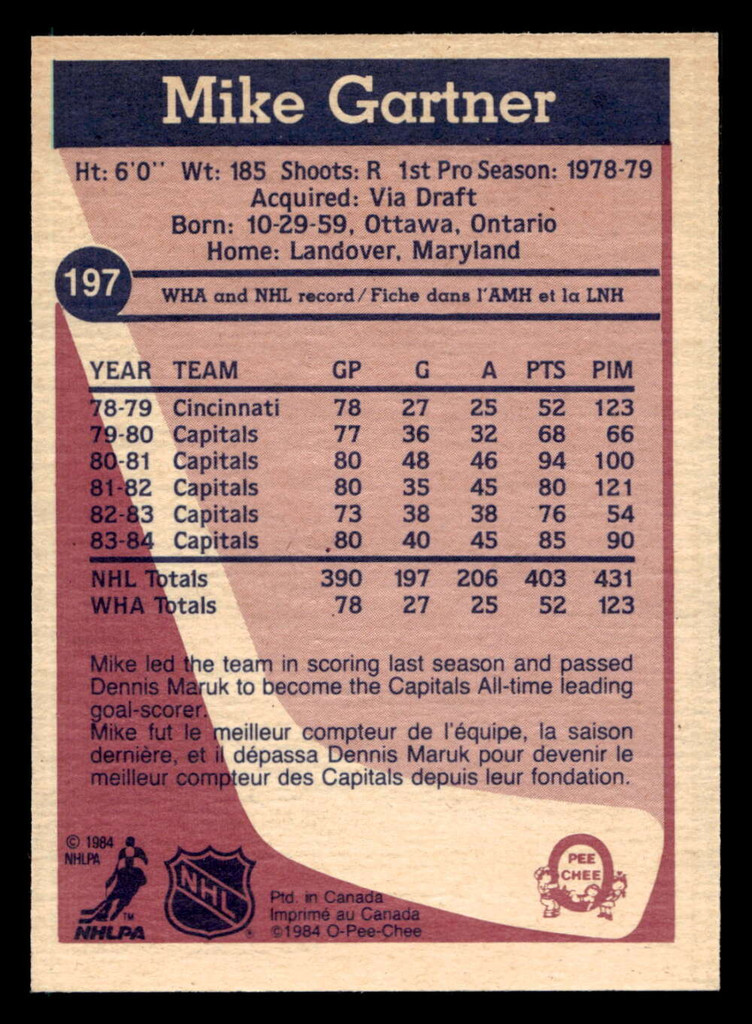 Mike Gartner
Ht: 6'0'' Wt: 185 Shoots: R 1st Pro Season: 1978-79
Acquired: Via Draft
Born: 10-29-59, Ottawa, Ontario
Home: Landover, Maryland
197
WHA and NHL record/Fiche dans l'AMH et la LNH
YEAR TEAM GP G A PTS PIM
78-79 Cincinnati 78 27 25 52 123
79-80 Capitals 77 36 32 68 66
80-81 Capitals 80 48 46 94 100
81-82 Capitals 80 35 45 80 121
82-83 Capitals 73 38 38 76 54
83-84 Capitals 80 40 45 85 90
NHL Totals 390 197 206 403 431
WHA Totals 78 27 25 52 123
Mike led the team in scoring last season and passed
Dennis Maruk to become the Capitals All-time leading
goal-scorer.
Mike fut le meilleur compteur de l'équipe, la saison
dernière, et il dépassa Dennis Maruk pour devenir le
meilleur compteur des Capitals depuis leur fondation.
© 1984
NHLPA
TM
NHLPA
NHL
®
Ptd. in Canada
Imprimé au Canada
©1984 O-Pee-Chee
PEE
CHEE